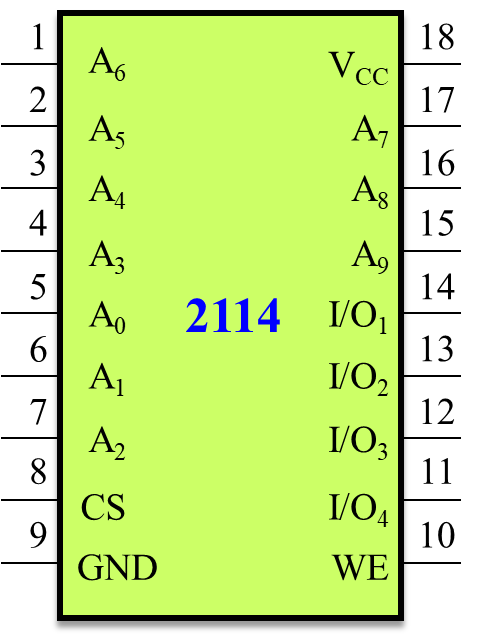 1 18
A₆ V_CC
2 17
A₅ A₇
3 16
A₄ A₈
4 15
A₃ A₉
5 14
A₀ 2114 I/O₁
6 13
A₁ I/O₂
7 12
A₂ I/O₃
8 11
CS I/O₄
9 10
GND WE